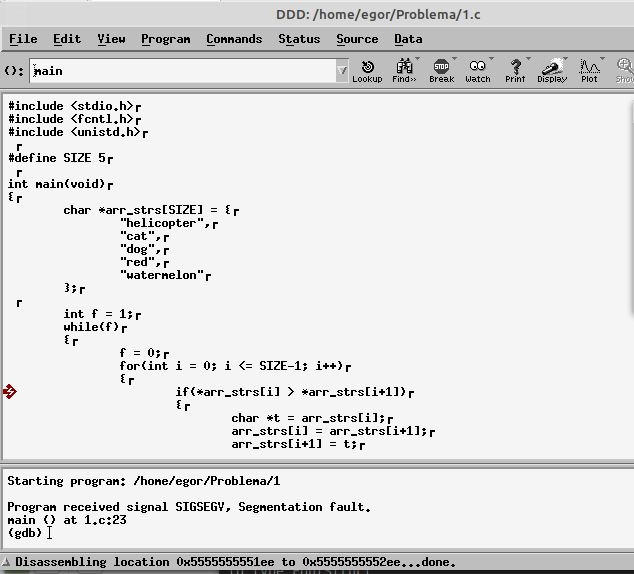 DDD: /home/egor/Problema/1.c
File Edit View Program Commands Status Source Data
(): main
Lookup Find>> Break Watch Print Display Plot
#include <stdio.h>
#include <fcntl.h>
#include <unistd.h>
#define SIZE 5
int main(void)
{
char *arr_strs[SIZE] = {
"helicopter",
"cat",
"dog",
"red",
"watermelon"
};
int f = 1;
while(f)
{
f = 0;
for(int i = 0; i <= SIZE-1; i++)
{
if(*arr_strs[i] > *arr_strs[i+1])
{
char *t = arr_strs[i];
arr_strs[i] = arr_strs[i+1];
arr_strs[i+1] = t;
Starting program: /home/egor/Problema/1
Program received signal SIGSEGV, Segmentation fault.
main () at 1.c:23
(gdb)
Disassembling location 0x5555555551ee to 0x5555555552ee...done.